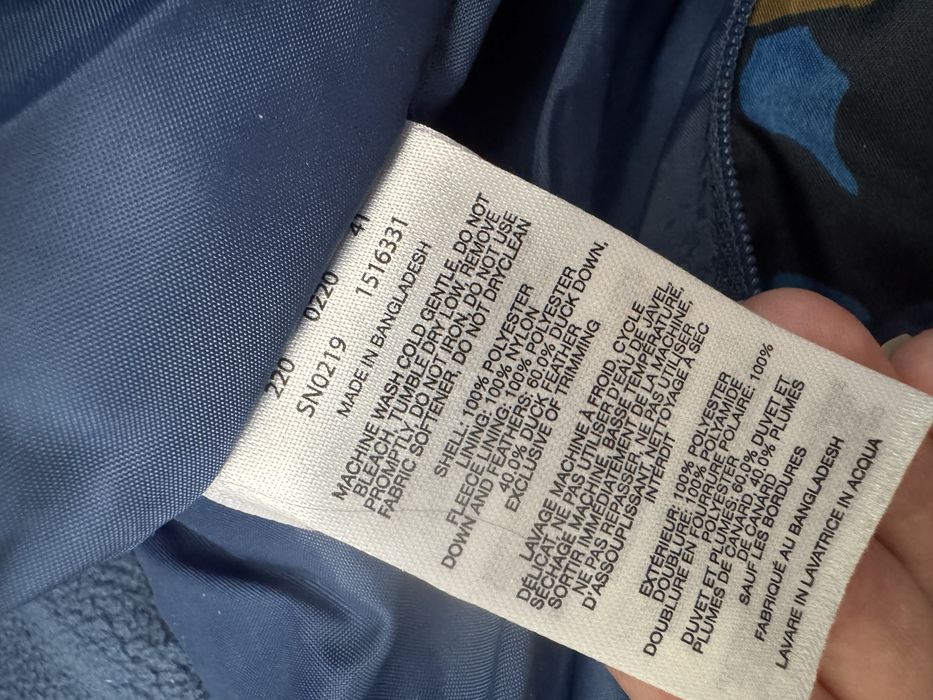 220 0220 41
SN0219 1516331
MADE IN BANGLADESH
MACHINE WASH COLD GENTLE, DO NOT
BLEACH, TUMBLE DRY LOW, REMOVE
PROMPTLY, DO NOT IRON, DO NOT USE
FABRIC SOFTENER, DO NOT DRYCLEAN
SHELL: 100% POLYESTER
LINING: 100% NYLON
FLEECE LINING: 100% POLYESTER
DOWN AND FEATHERS: 60.0% DUCK DOWN,
40.0% DUCK FEATHER
EXCLUSIVE OF TRIMMING
LAVAGE MACHINE À FROID, CYCLE
DÉLICAT, NE PAS UTILISER D'EAU DE JAVEL,
SÉCHAGE MACHINE, BASSE TEMPÉRATURE,
SORTIR IMMÉDIATEMENT DE LA MACHINE,
NE PAS REPASSER, NE PAS UTILISER
D'ASSOUPLISSANT, NETTOYAGE À SEC
INTERDIT
EXTÉRIEUR: 100% POLYESTER
DOUBLURE: 100% POLYAMIDE
DOUBLURE EN FOURRURE POLAIRE: 100%
POLYESTER
DUVET ET PLUMES: 60,0% DUVET ET
PLUMES DE CANARD, 40,0% PLUMES
DE CANARD
SAUF LES BORDURES
FABRIQUÉ AU BANGLADESH
LAVARE IN LAVATRICE IN ACQUA